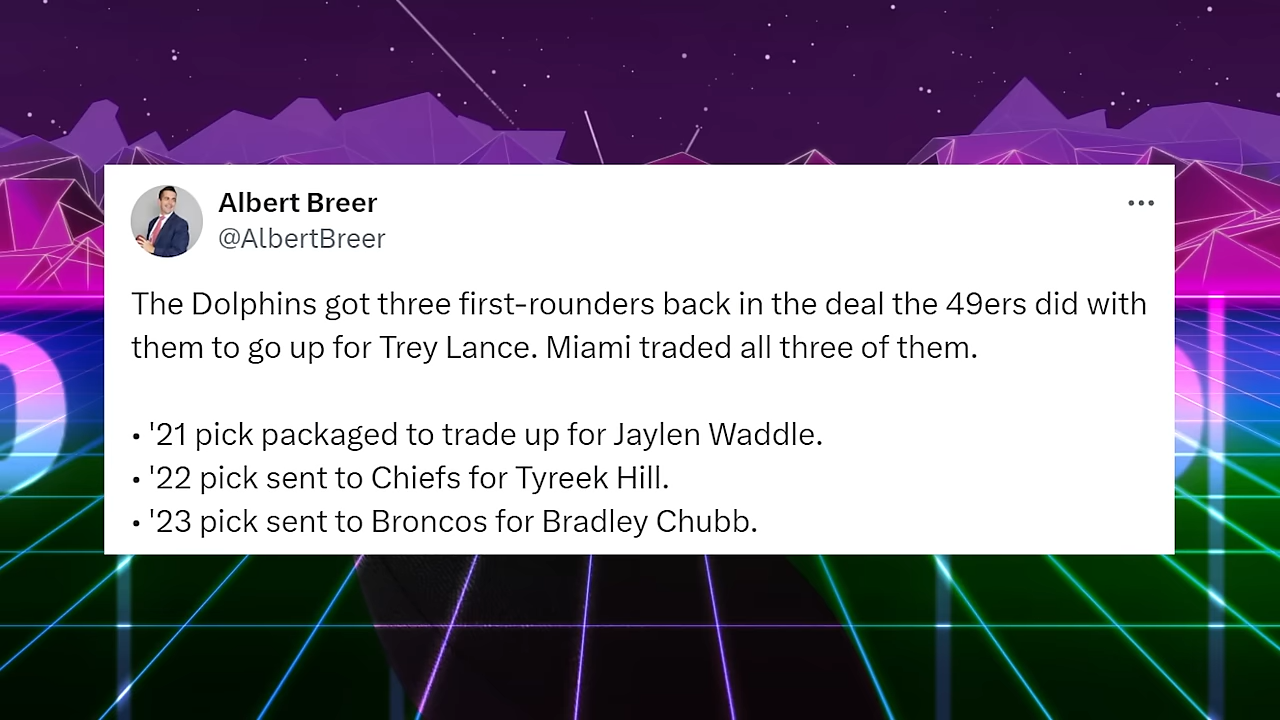 Albert Breer
@AlbertBreer
The Dolphins got three first-rounders back in the deal the 49ers did with
them to go up for Trey Lance. Miami traded all three of them.
• '21 pick packaged to trade up for Jaylen Waddle.
• '22 pick sent to Chiefs for Tyreek Hill.
• '23 pick sent to Broncos for Bradley Chubb.